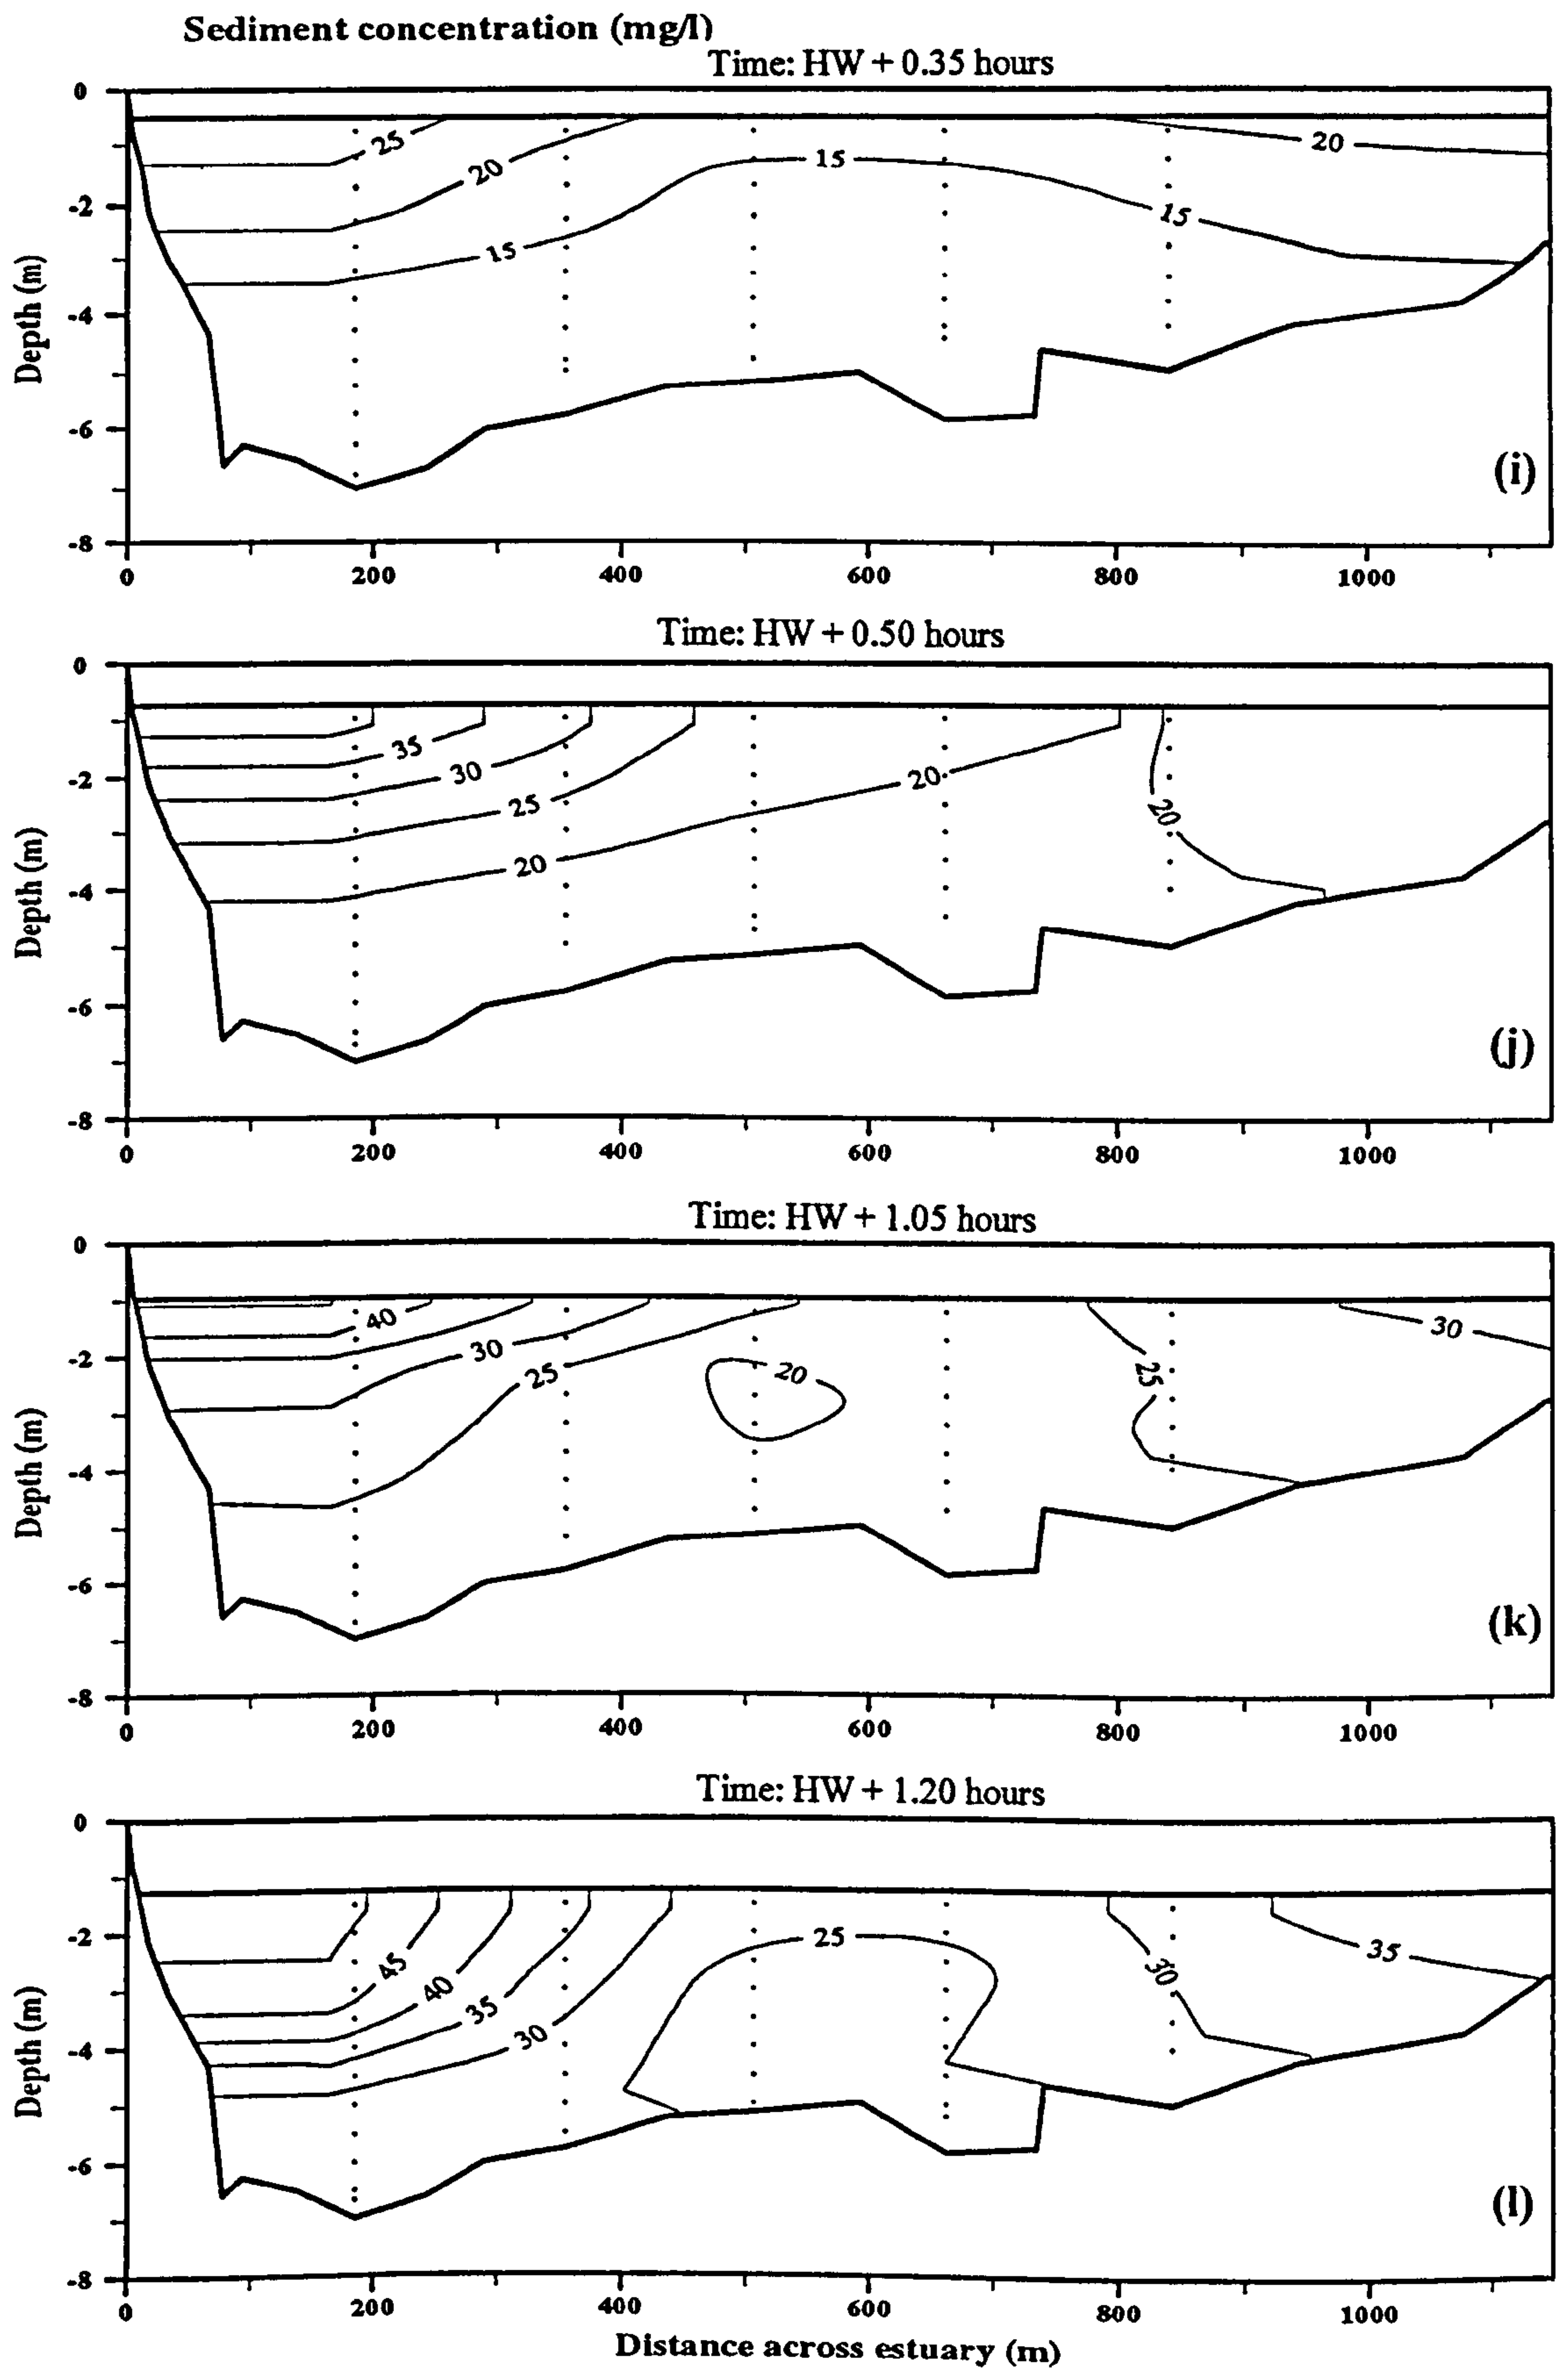 Sediment concentration (mg/l)
Time: HW + 0.35 hours
0
-2
-4
-6
-8
Depth (m)
25
20
15
15
15
20
(i)
0 200 400 600 800 1000
Time: HW + 0.50 hours
0
-2
-4
-6
-8
Depth (m)
35
30
25
20
20
20
(j)
0 200 400 600 800 1000
Time: HW + 1.05 hours
0
-2
-4
-6
-8
Depth (m)
40
30
25
20
25
30
(k)
0 200 400 600 800 1000
Time: HW + 1.20 hours
0
-2
-4
-6
-8
Depth (m)
45
40
35
30
25
30
35
(l)
0 200 400 600 800 1000
Distance across estuary (m)